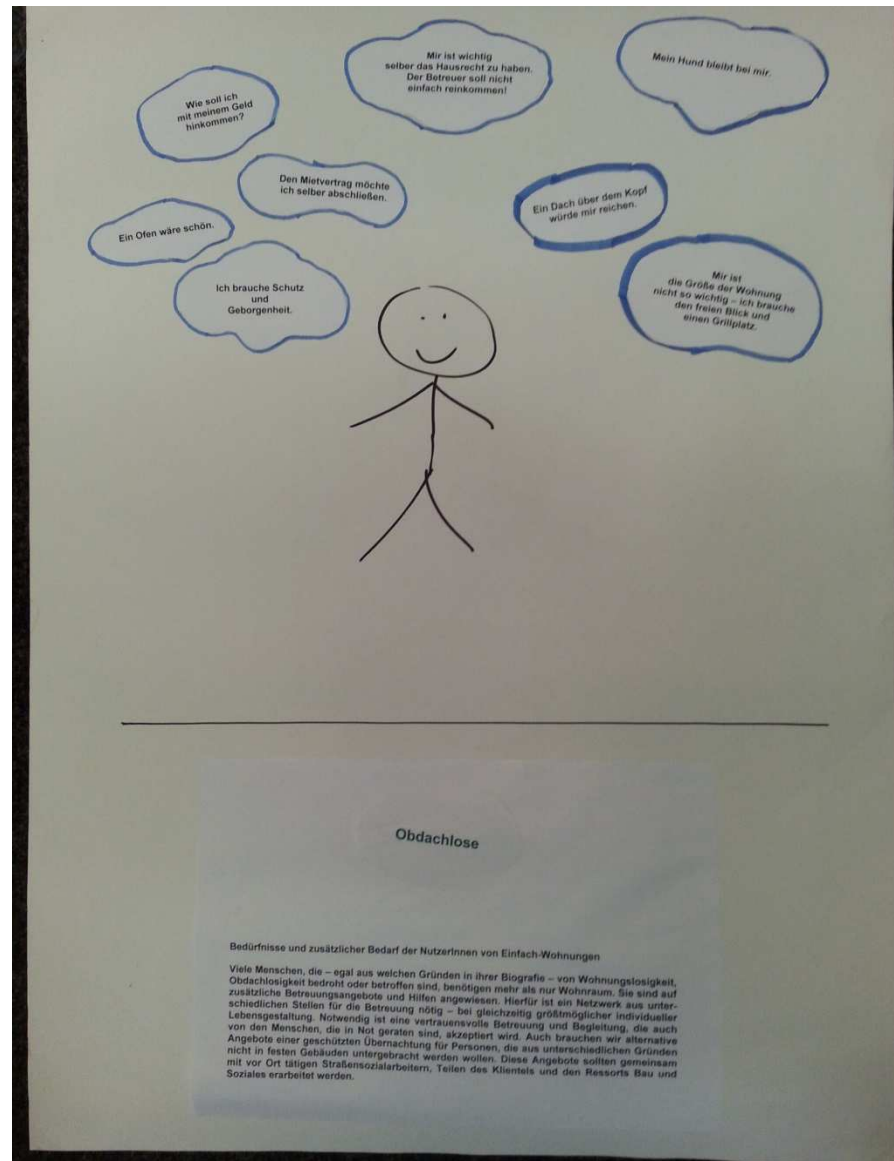 Mir ist wichtig
selber das Hausrecht zu haben.
Der Betreuer soll nicht
einfach reinkommen!
Mein Hund bleibt bei mir.
Wie soll ich
mit meinem Geld
hinkommen?
Den Mietvertrag möchte
ich selber abschließen.
Ein Dach über dem Kopf
würde mir reichen.
Ein Ofen wäre schön.
Ich brauche Schutz
und
Geborgenheit.
Mir ist
die Größe der Wohnung
nicht so wichtig – ich brauche
den freien Blick und
einen Grillplatz.
Obdachlose
Bedürfnisse und zusätzlicher Bedarf der NutzerInnen von Einfach-Wohnungen
Viele Menschen, die – egal aus welchen Gründen in ihrer Biografie – von Wohnungslosigkeit,
Obdachlosigkeit bedroht oder betroffen sind, benötigen mehr als nur Wohnraum. Sie sind auf
zusätzliche Betreuungsangebote und Hilfen angewiesen. Hierfür ist ein Netzwerk aus unter-
schiedlichen Stellen für die Betreuung nötig – bei gleichzeitig größtmöglicher individueller
Lebensgestaltung. Notwendig ist eine vertrauensvolle Betreuung und Begleitung, die auch
von den Menschen, die in Not geraten sind, akzeptiert wird. Auch brauchen wir alternative
Angebote einer geschützten Übernachtung für Personen, die aus unterschiedlichen Gründen
nicht in festen Gebäuden untergebracht werden wollen. Diese Angebote sollten gemeinsam
mit vor Ort tätigen Straßensozialarbeitern, Teilen des Klientels und den Ressorts Bau und
Soziales erarbeitet werden.